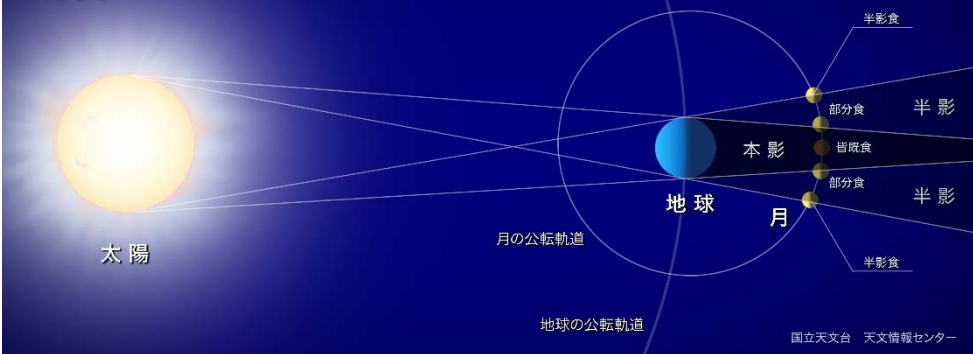 半影食
部分食
半影
太陽
地球
本影
皆既食
部分食
半影
月
月の公転軌道
半影食
地球の公転軌道
国立天文台 天文情報センター